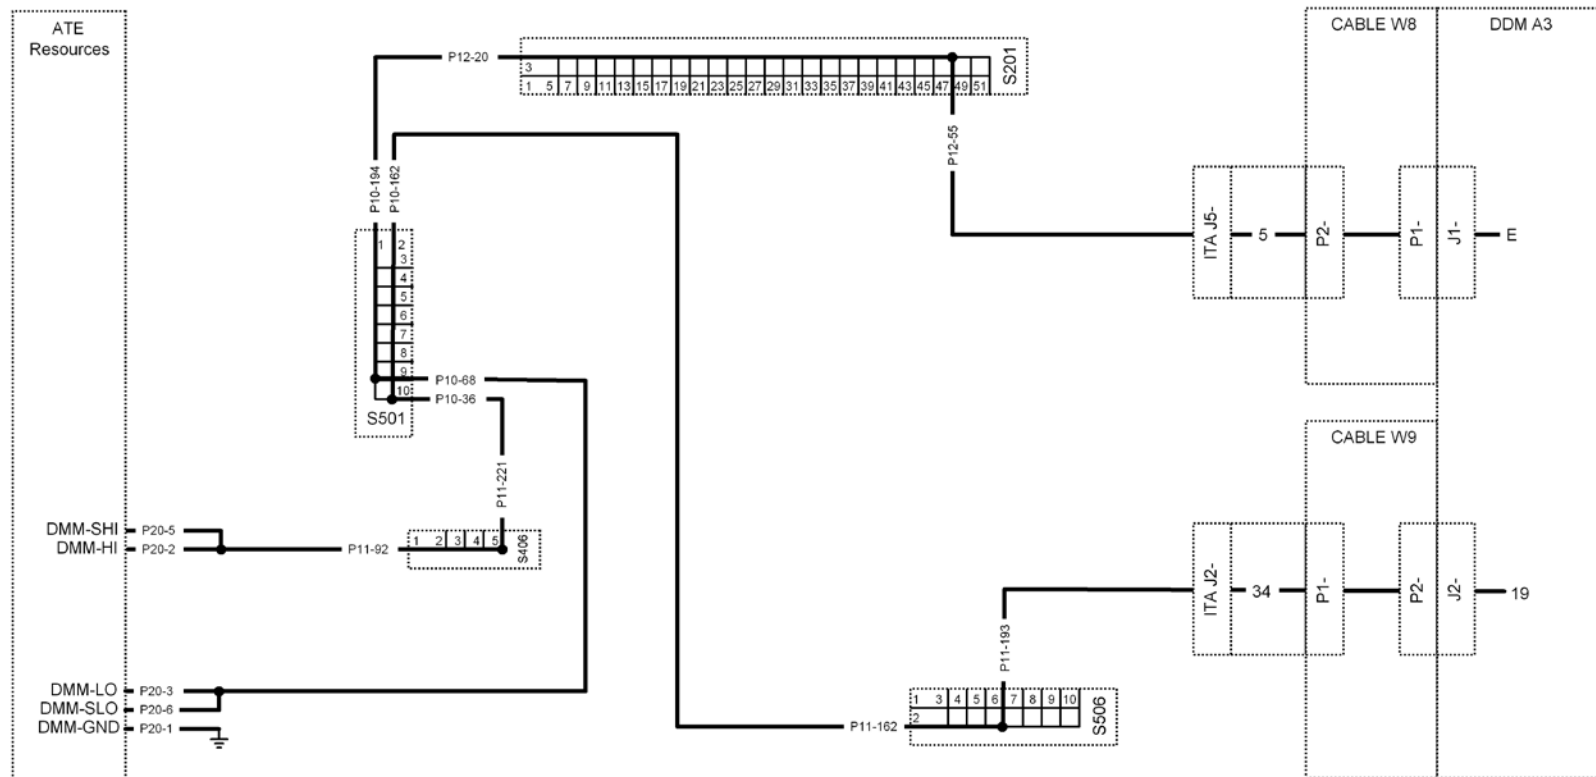 ATE
Resources
CABLE W8
DDM A3
P12-20
3
1 5 7 9 11 13 15 17 19 21 23 25 27 29 31 33 35 37 39 41 43 45 47 49 51
S201
P12-55
P10-194
P10-162
1 2
3
4
5
6
7
8
9
10
S501
P10-68
P10-36
ITA J5-
5
P2-
P1-
J1-
E
CABLE W9
P11-221
DMM-SHI P20-5
DMM-HI P20-2
P11-92
1 2 3 4 5
S406
ITA J2-
34
P1-
P2-
J2-
19
P11-193
DMM-LO P20-3
DMM-SLO P20-6
DMM-GND P20-1
P11-162
1 3 4 5 6 7 8 9 10
2
S506